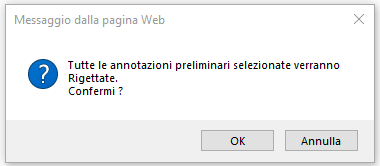 Messaggio dalla pagina Web
Tutte le annotazioni preliminari selezionate verranno
Rigettate.
Confermi ?
OK
Annulla